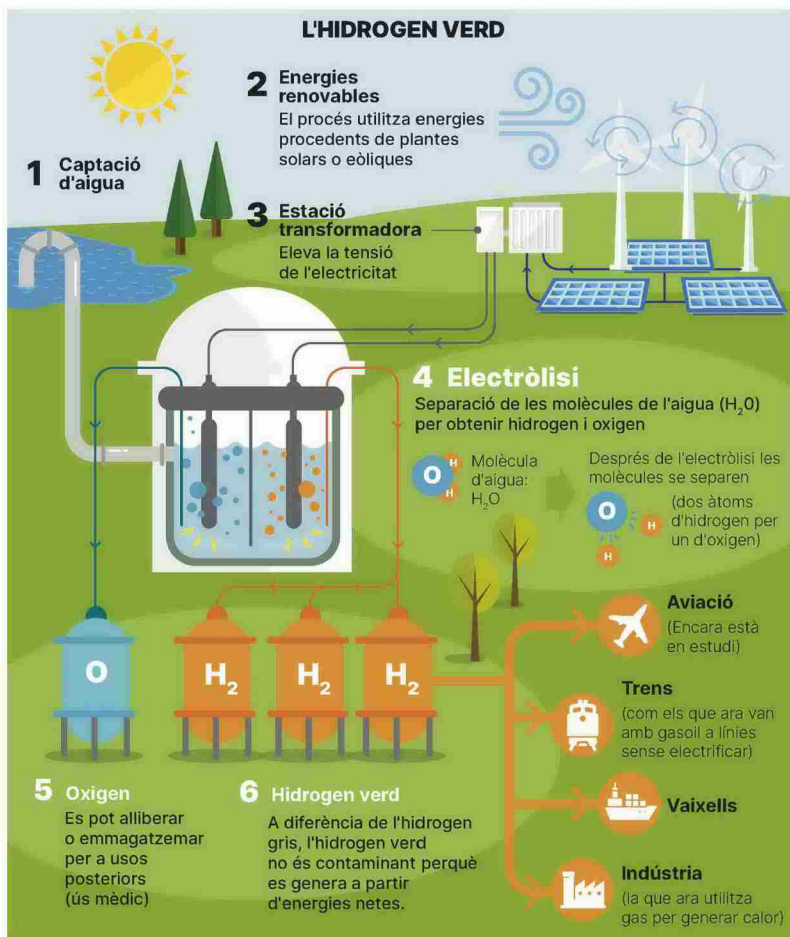 L'HIDROGEN VERD
1 Captació
d'aigua
2 Energies
renovables
El procés utilitza energies
procedents de plantes
solars o eòliques
3 Estació
transformadora
Eleva la tensió
de l'electricitat
4 Electròlisi
Separació de les molècules de l'aigua (H₂0)
per obtenir hidrogen i oxigen
O H H
Molècula
d'aigua:
H₂O
Després de l'electròlisi les
molècules se separen
O H H
(dos àtoms
d'hidrogen per
un d'oxigen)
O
H₂
H₂
H₂
5 Oxigen
Es pot alliberar
o emmagatzemar
per a usos
posteriors
(ús mèdic)
6 Hidrogen verd
A diferència de l'hidrogen
gris, l'hidrogen verd
no és contaminant perquè
es genera a partir
d'energies netes.
Aviació
(Encara està
en estudi)
Trens
(com els que ara van
amb gasoil a línies
sense electrificar)
Vaixells
Indústria
(la que ara utilitza
gas per generar calor)